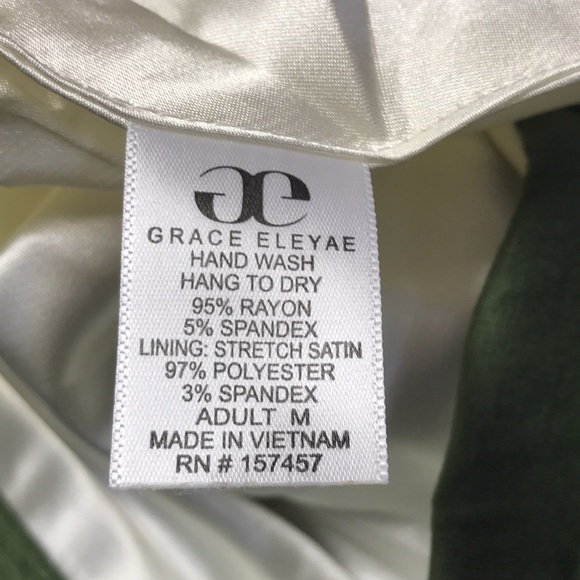 GE
GRACE ELEYAE
HAND WASH
HANG TO DRY
95% RAYON
5% SPANDEX
LINING: STRETCH SATIN
97% POLYESTER
3% SPANDEX
ADULT M
MADE IN VIETNAM
RN # 157457